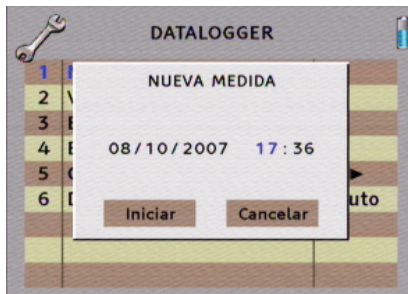 DATALOGGER
1
NUEVA MEDIDA
2
3
4
08/10/2007 17:36
5
6 uto
Iniciar Cancelar